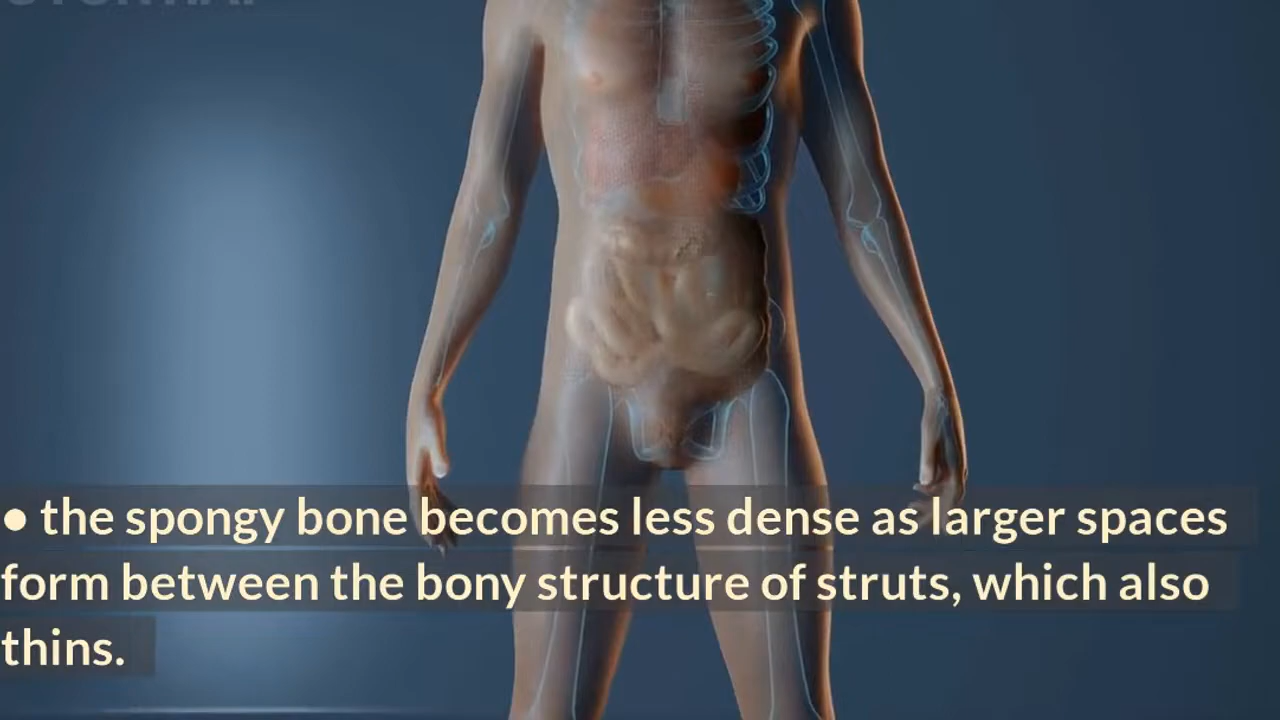 • the spongy bone becomes less dense as larger spaces
form between the bony structure of struts, which also
thins.